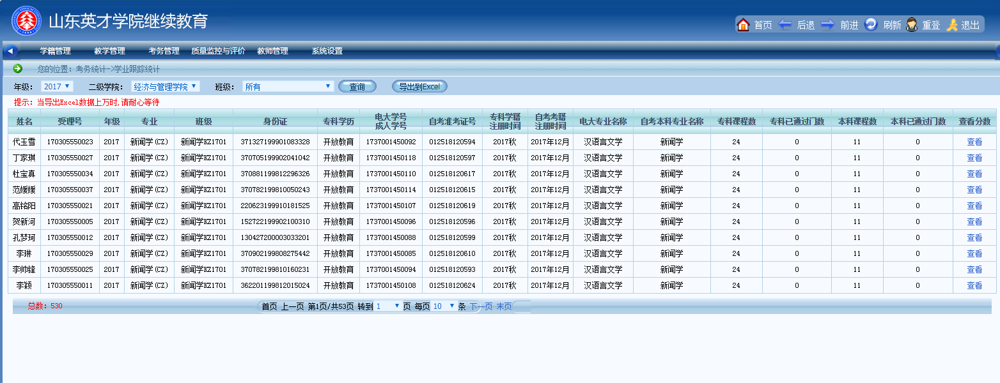 山东英才学院继续教育
首页 后退 前进 刷新 重登 退出
学籍管理 教学管理 考务管理 质量监控与评价 教师管理 系统设置
您的位置：考务统计->学业跟踪统计
年级： 2017 二级学院： 经济与管理学院 班级： 所有 查询 导出到Excel
提示：当导出Excel数据上万时,请耐心等待
姓名 受理号 年级 专业 班级 身份证 专科学历 电大学号 成人学号 自考准考证号 专科学籍注册时间 自考考籍注册时间 电大专业名称 自考本科专业名称 专科课程数 专科已通过门数 本科课程数 本科已通过门数 查看分数
代玉雪 170305550023 2017 新闻学(CZ) 新闻学KZ1701 371327199901083328 开放教育 1737001450092 012518120594 2017秋 2017年12月 汉语言文学 新闻学 24 0 11 0 查看
丁家琪 170305550027 2017 新闻学(CZ) 新闻学KZ1701 370705199902041042 开放教育 1737001450118 012518120597 2017秋 2017年12月 汉语言文学 新闻学 24 0 11 0 查看
杜宝真 170305550034 2017 新闻学(CZ) 新闻学KZ1701 370881199812296326 开放教育 1737001450110 012518120617 2017秋 2017年12月 汉语言文学 新闻学 24 0 11 0 查看
范媛媛 170305550037 2017 新闻学(CZ) 新闻学KZ1701 370782199810050243 开放教育 1737001450114 012518120615 2017秋 2017年12月 汉语言文学 新闻学 24 0 11 0 查看
高铭阳 170305550021 2017 新闻学(CZ) 新闻学KZ1701 220623199910181525 开放教育 1737001450107 012518120619 2017秋 2017年12月 汉语言文学 新闻学 24 0 11 0 查看
贺新河 170305550005 2017 新闻学(CZ) 新闻学KZ1701 152722199902100310 开放教育 1737001450096 012518120596 2017秋 2017年12月 汉语言文学 新闻学 24 0 11 0 查看
孔梦珂 170305550012 2017 新闻学(CZ) 新闻学KZ1701 130427200003033201 开放教育 1737001450088 012518120599 2017秋 2017年12月 汉语言文学 新闻学 24 0 11 0 查看
李琳 170305550029 2017 新闻学(CZ) 新闻学KZ1701 370902199808275442 开放教育 1737001450085 012518120610 2017秋 2017年12月 汉语言文学 新闻学 24 0 11 0 查看
李帅锋 170305550025 2017 新闻学(CZ) 新闻学KZ1701 370782199810160231 开放教育 1737001450094 012518120593 2017秋 2017年12月 汉语言文学 新闻学 24 0 11 0 查看
李颖 170305550011 2017 新闻学(CZ) 新闻学KZ1701 362201199812015024 开放教育 1737001450108 012518120624 2017秋 2017年12月 汉语言文学 新闻学 24 0 11 0 查看
总数：530 首页 上一页 第1页/共53页 转到 1 页 每页 10 条 下一页 末页